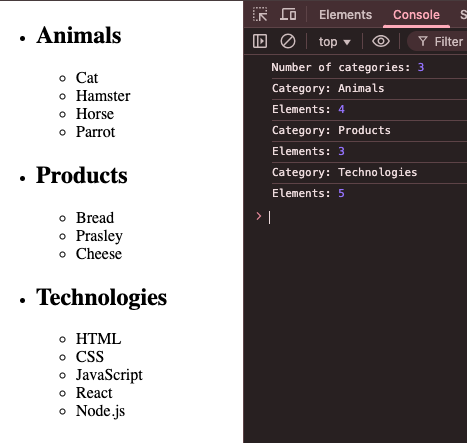 Animals
Cat
Hamster
Horse
Parrot
Products
Bread
Prasley
Cheese
Technologies
HTML
CSS
JavaScript
React
Node.js
Elements Console S
top Filter
Number of categories: 3
Category: Animals
Elements: 4
Category: Products
Elements: 3
Category: Technologies
Elements: 5